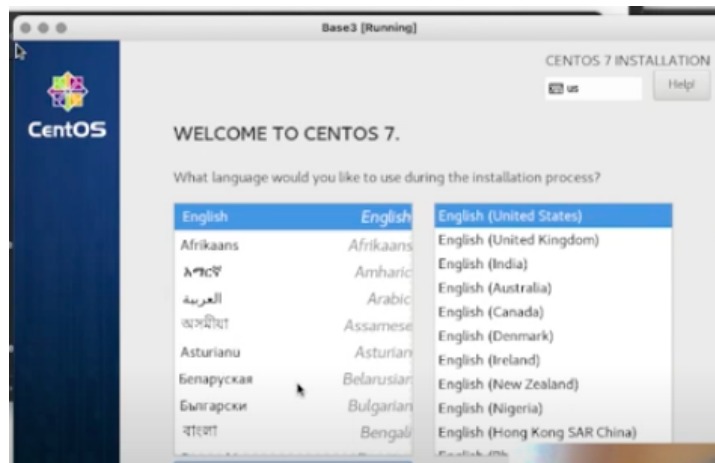 Base3 [Running]
CENTOS 7 INSTALLATION
us
Help!
CentOS
WELCOME TO CENTOS 7.
What language would you like to use during the installation process?
English English
Afrikaans Afrikaans
አማርኛ Amharic
العربية Arabic
অসমীয়া Assamese
Asturianu Asturian
Беларуская Belarusian
Български Bulgarian
বাংলা Bengali
English (United States)
English (United Kingdom)
English (India)
English (Australia)
English (Canada)
English (Denmark)
English (Ireland)
English (New Zealand)
English (Nigeria)
English (Hong Kong SAR China)